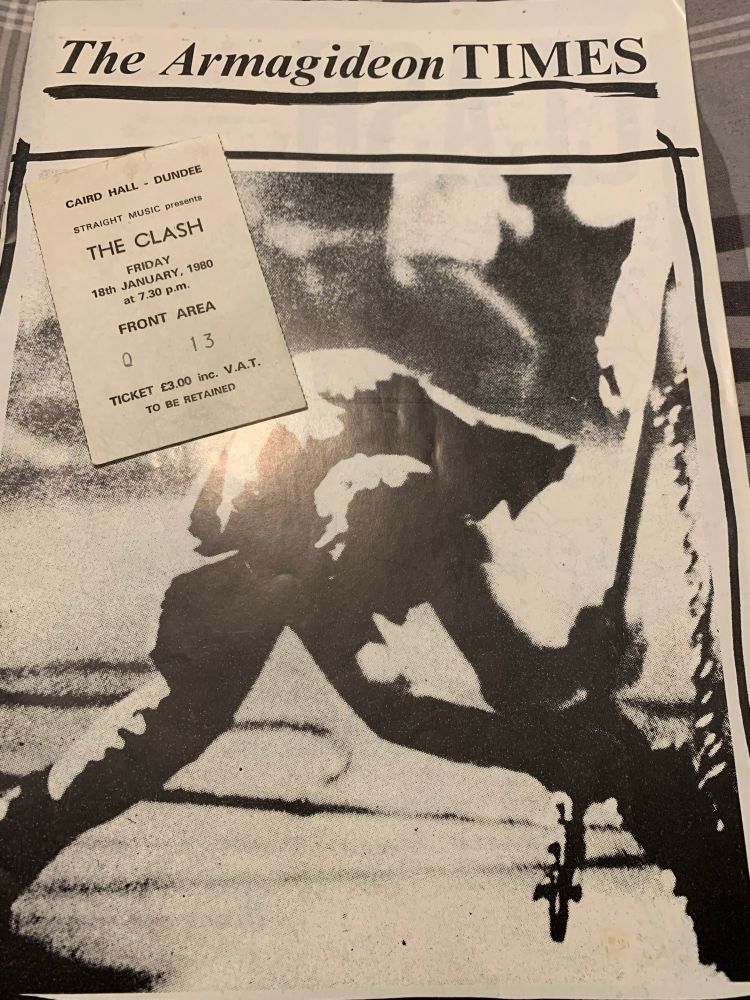 The Armagideon TIMES
CAIRD HALL - DUNDEE
STRAIGHT MUSIC presents
THE CLASH
FRIDAY
18th JANUARY, 1980
at 7.30 p.m.
FRONT AREA
Q 13
TICKET £3.00 inc. V.A.T.
TO BE RETAINED